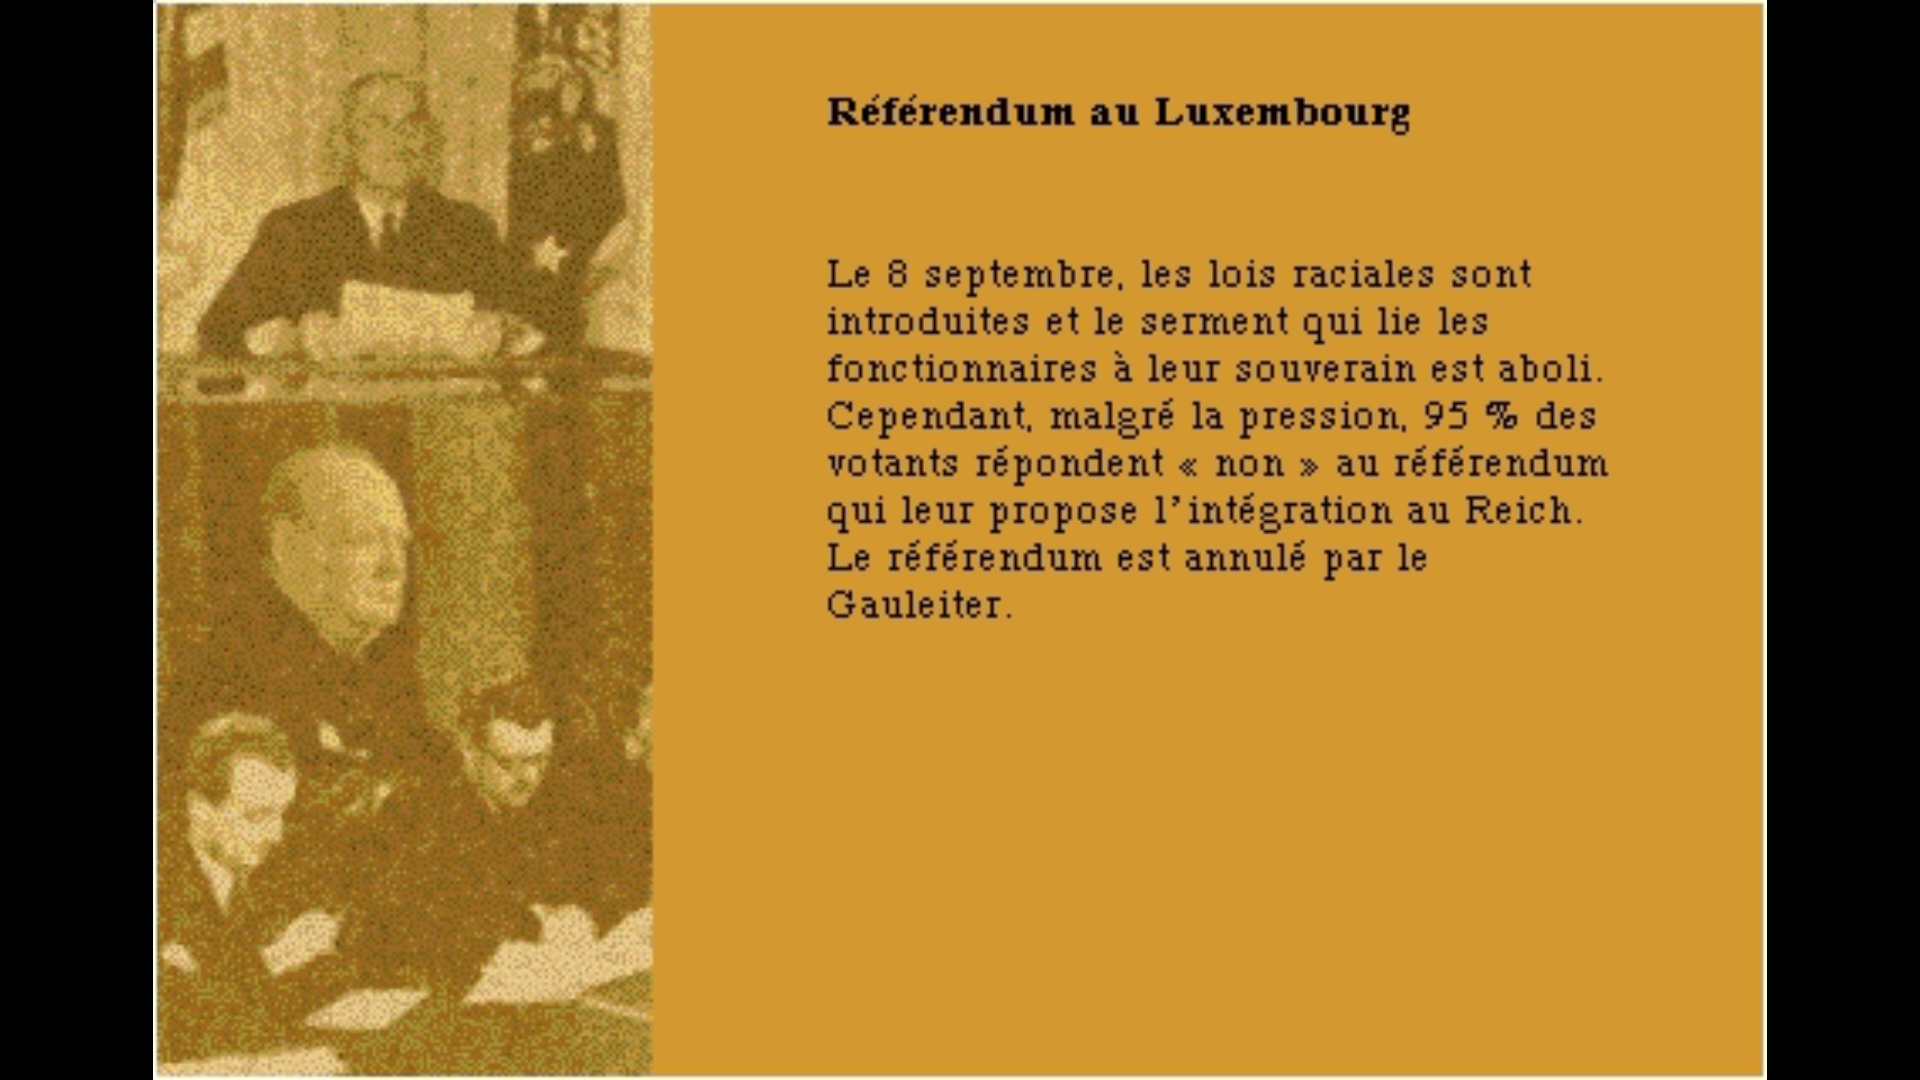 Référendum au Luxembourg
Le 8 septembre, les lois raciales sont
introduites et le serment qui lie les
fonctionnaires à leur souverain est aboli.
Cependant, malgré la pression, 95 % des
votants répondent « non » au référendum
qui leur propose l'intégration au Reich.
Le référendum est annulé par le
Gauleiter.